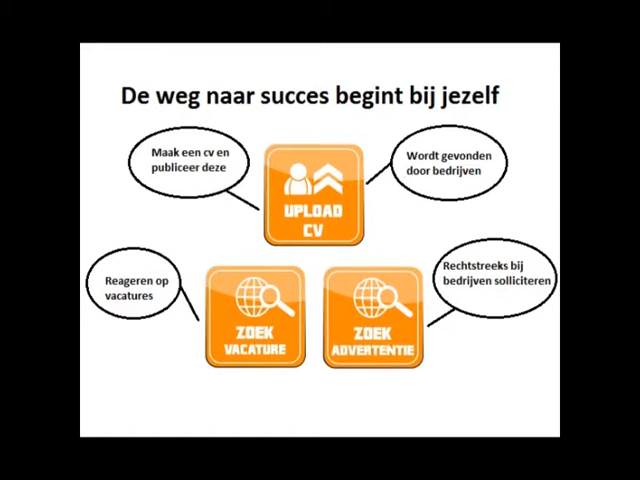 De weg naar succes begint bij jezelf
Maak een cv en
publiceer deze
Wordt gevonden
door bedrijven
UPLOAD
CV
Reageren op
vacatures
Rechtstreeks bij
bedrijven solliciteren
ZOEK
VACATURE
ZOEK
ADVERTENTIE